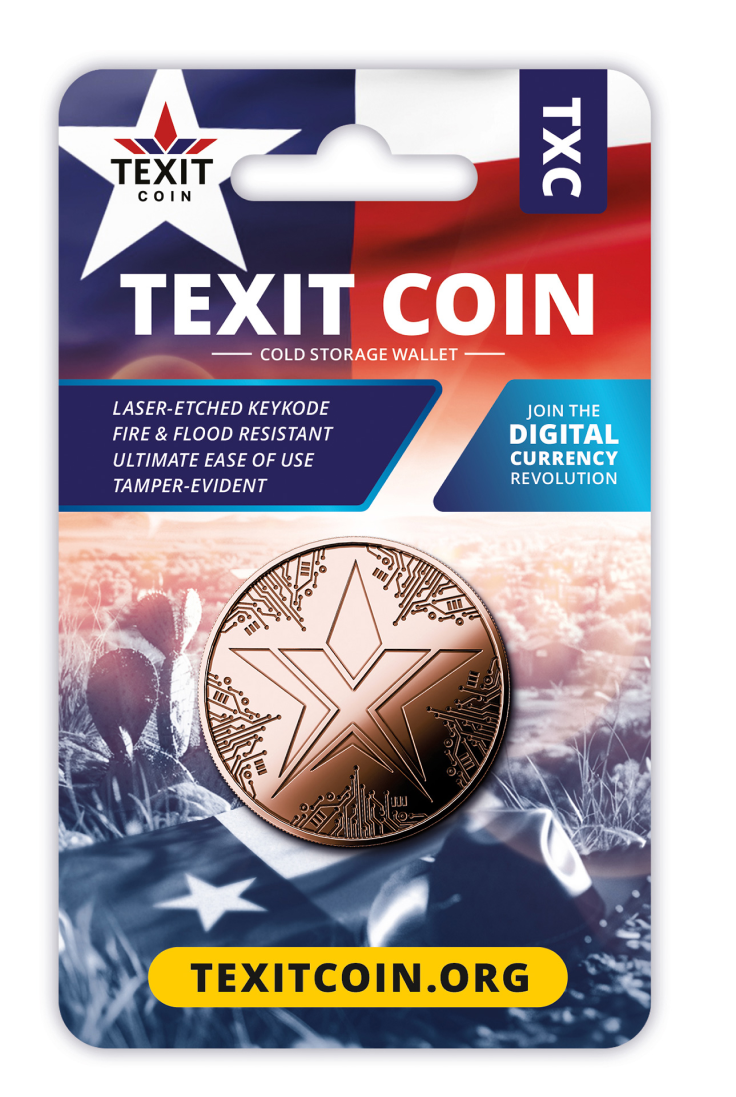 TEXIT
COIN
TXC
TEXIT COIN
COLD STORAGE WALLET
LASER-ETCHED KEYKODE
FIRE & FLOOD RESISTANT
ULTIMATE EASE OF USE
TAMPER-EVIDENT
JOIN THE
DIGITAL
CURRENCY
REVOLUTION
TEXITCOIN.ORG